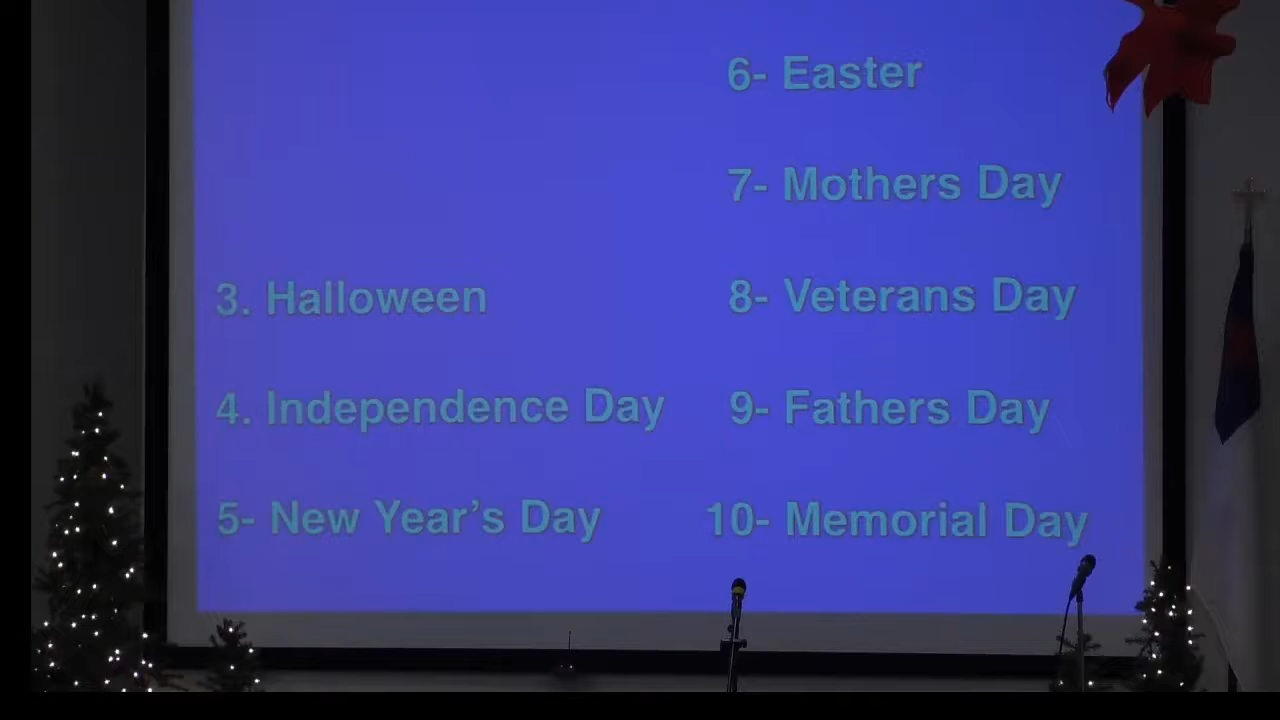 3. Halloween
4. Independence Day
5- New Year's Day
6- Easter
7- Mothers Day
8- Veterans Day
9- Fathers Day
10- Memorial Day